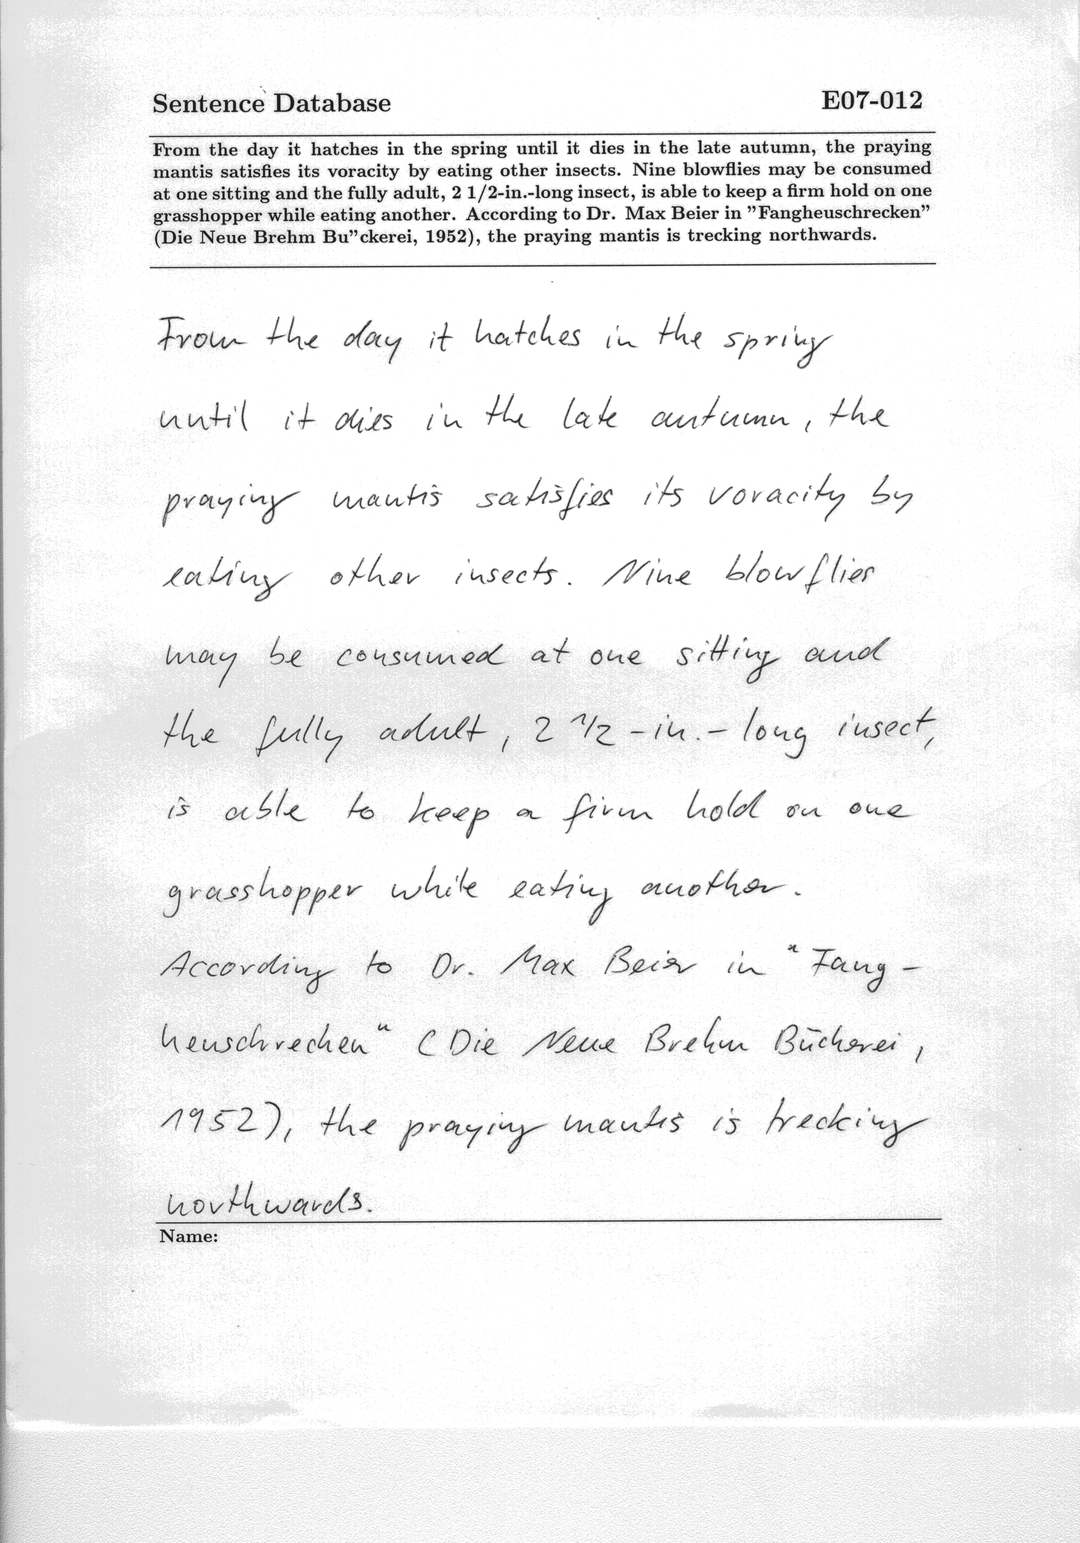 Sentence Database
E07-012
From the day it hatches in the spring until it dies in the late autumn, the praying
mantis satisfies its voracity by eating other insects. Nine blowflies may be consumed
at one sitting and the fully adult, 2 1/2-in.-long insect, is able to keep a firm hold on one
grasshopper while eating another. According to Dr. Max Beier in "Fangheuschrecken"
(Die Neue Brehm Bu"ckerei, 1952), the praying mantis is trecking northwards.
From the day it hatches in the spring
until it dies in the late autumn, the
praying mantis satisfies its voracity by
eating other insects. Nine blowflies
may be consumed at one sitting and
the fully adult, 2 1/2-in.-long insect,
is able to keep a firm hold on one
grasshopper while eating another.
According to Dr. Max Beier in "Fang-
heuschrecken" (Die Neue Brehm Bückerei,
1952), the praying mantis is trecking
northwards.
Name: